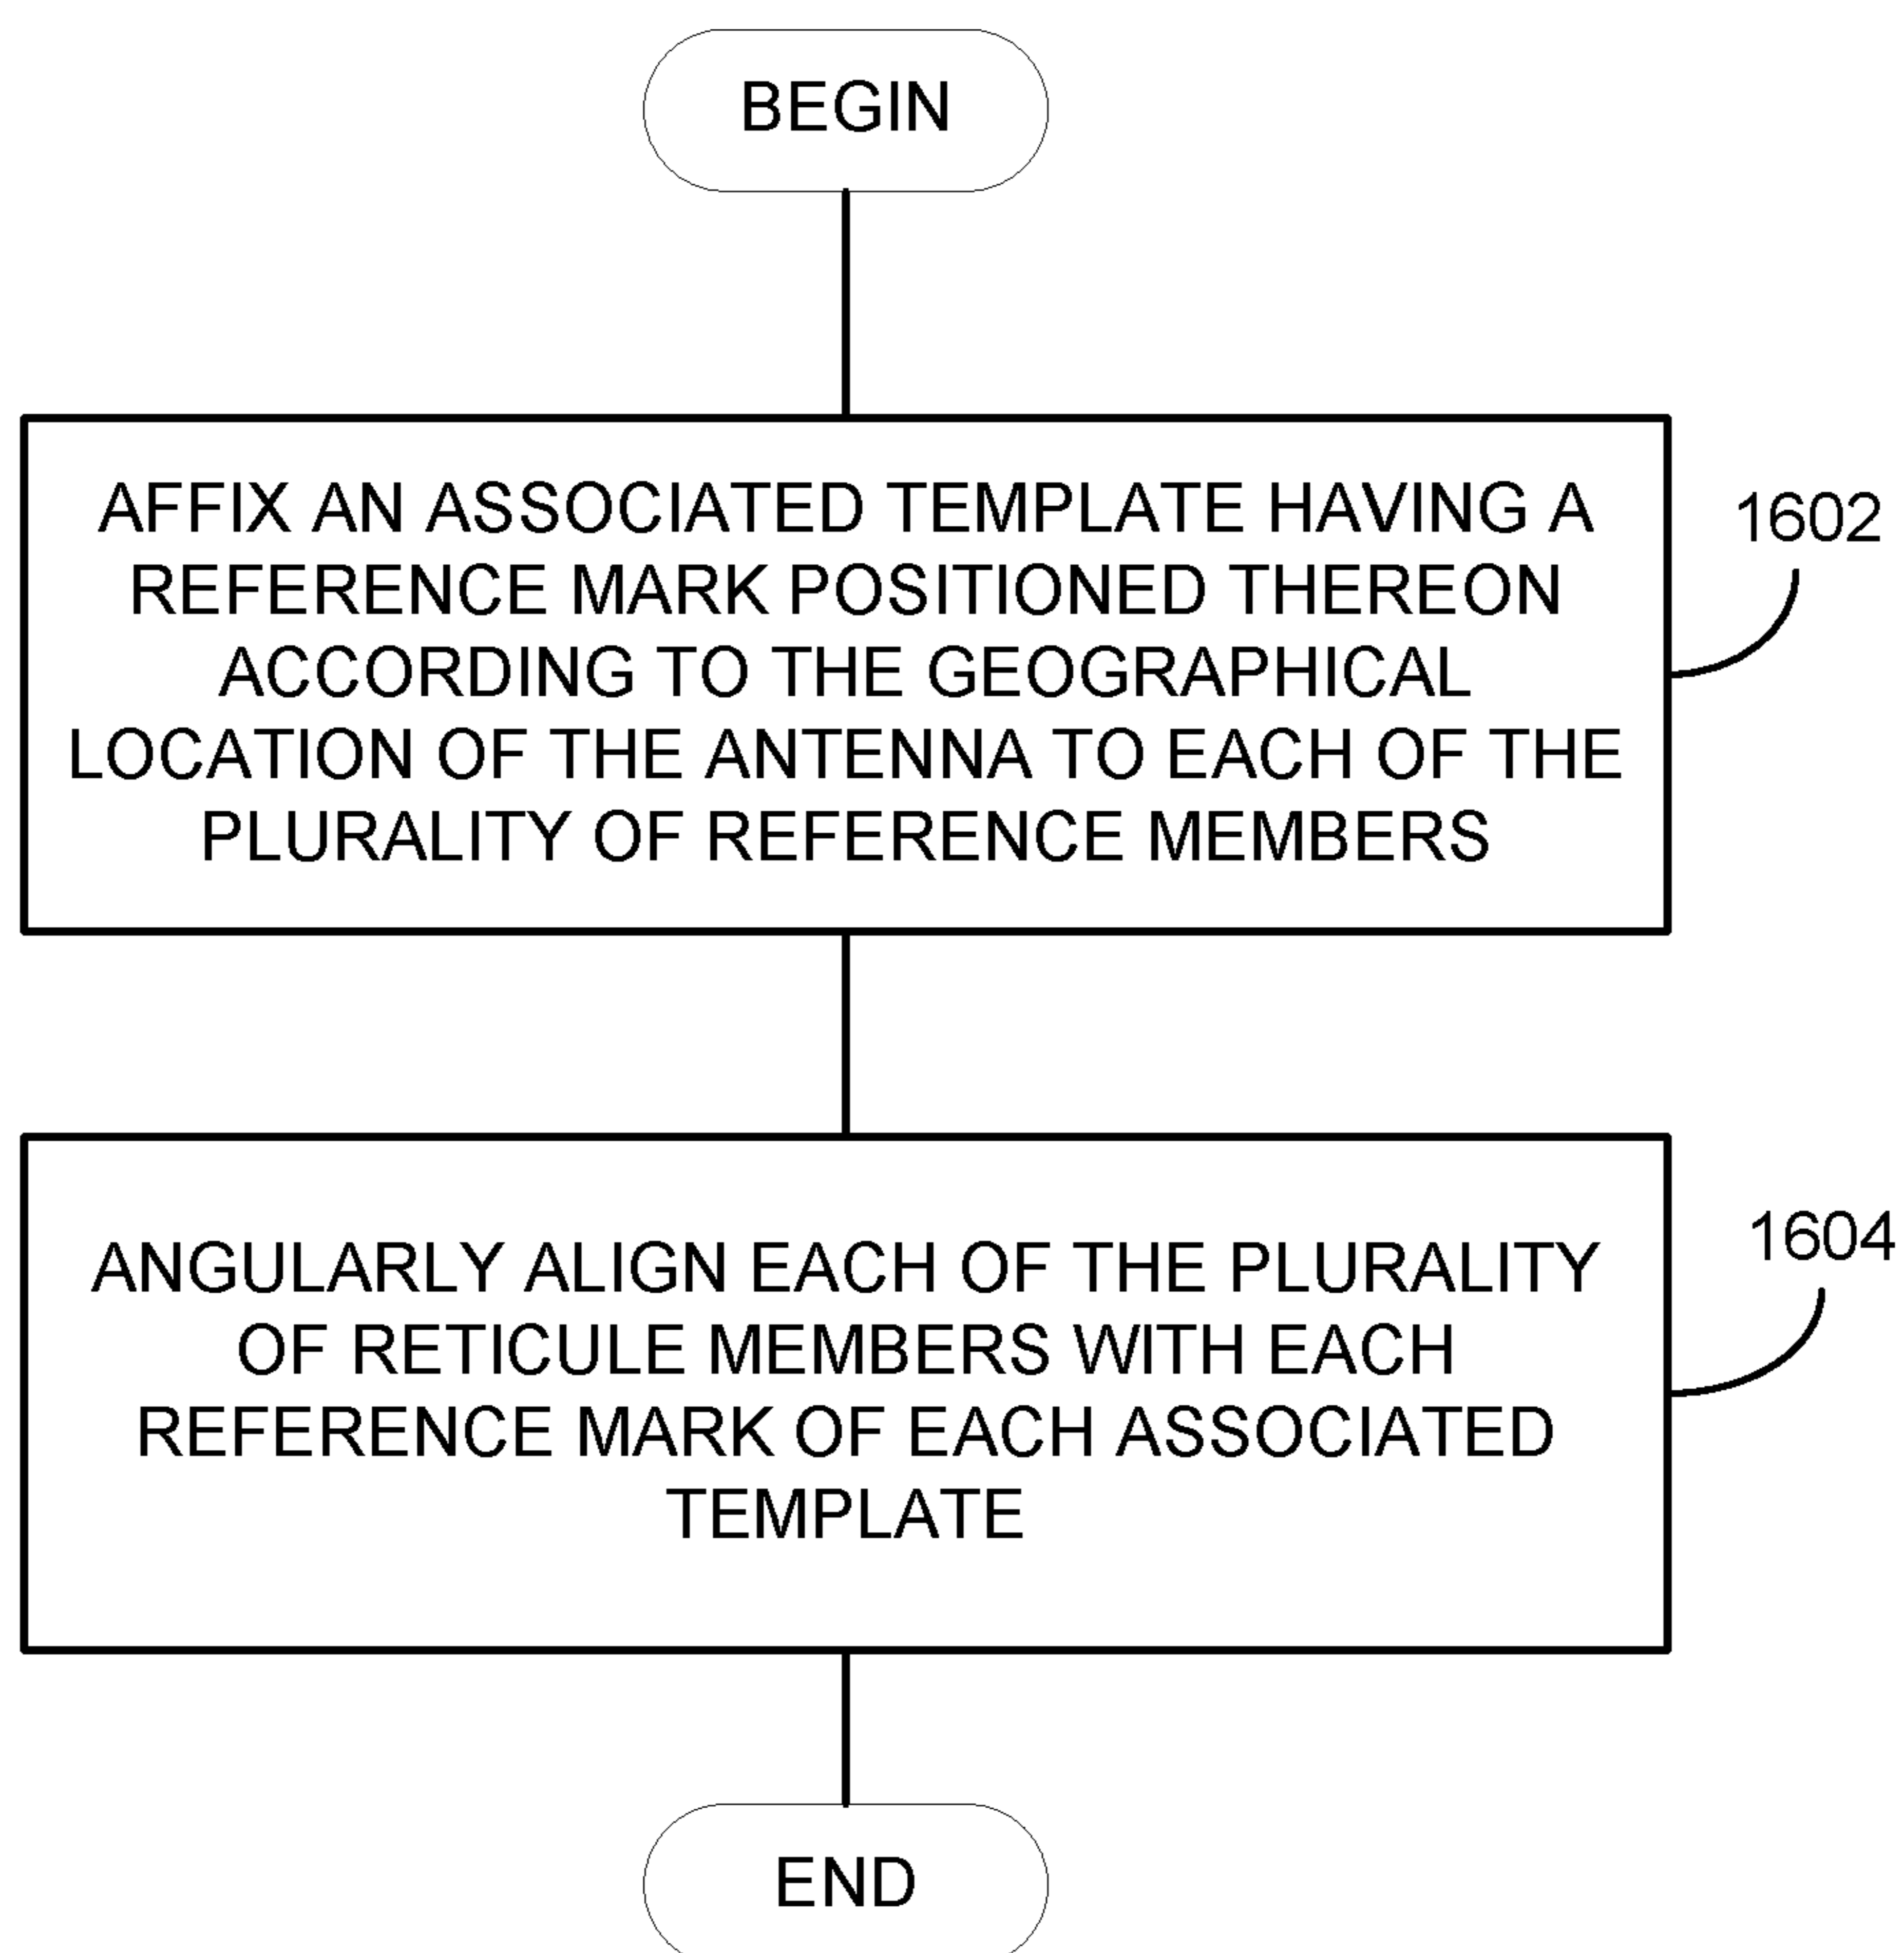 BEGIN
AFFIX AN ASSOCIATED TEMPLATE HAVING A
REFERENCE MARK POSITIONED THEREON
ACCORDING TO THE GEOGRAPHICAL
LOCATION OF THE ANTENNA TO EACH OF THE
PLURALITY OF REFERENCE MEMBERS
1602
ANGULARLY ALIGN EACH OF THE PLURALITY
OF RETICULE MEMBERS WITH EACH
REFERENCE MARK OF EACH ASSOCIATED
TEMPLATE
1604
END